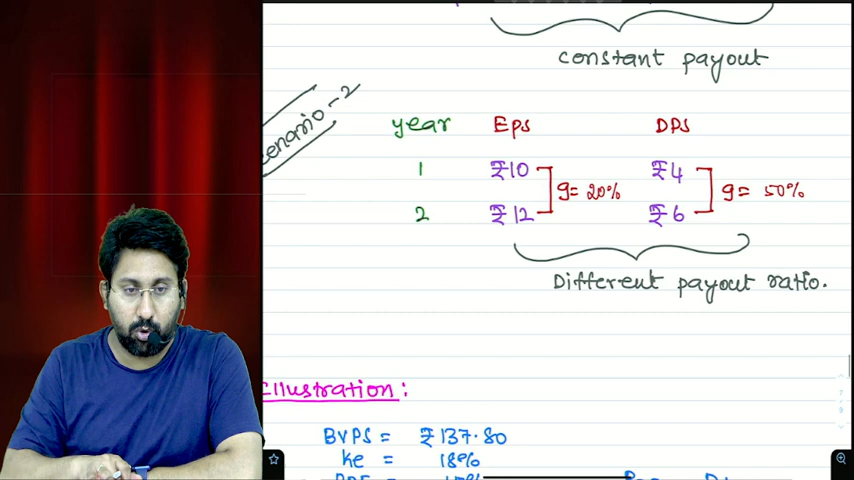 constant payout
Scenario-2
year EPS DPS
1 ₹10 ₹4
g= 20% g= 50%
2 ₹12 ₹6
Different payout ratio.
Illustration:
BVPS = ₹137.80
ke = 18%